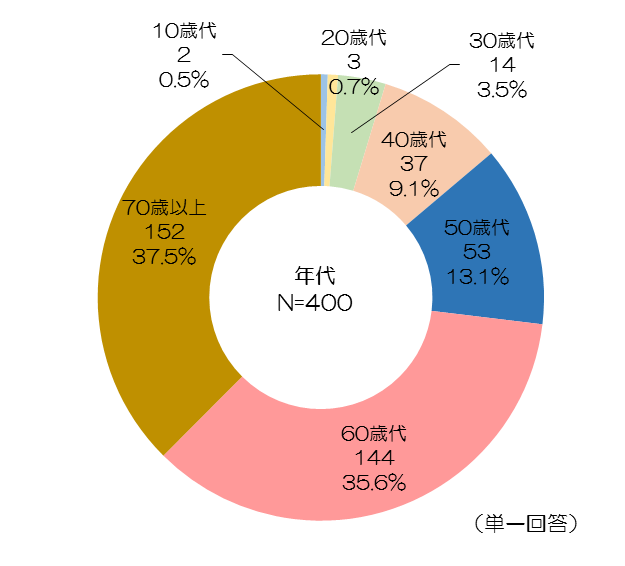 10歳代
2
0.5%
20歳代
3
0.7%
30歳代
14
3.5%
40歳代
37
9.1%
50歳代
53
13.1%
60歳代
144
35.6%
70歳以上
152
37.5%
年代
N=400
（単一回答）